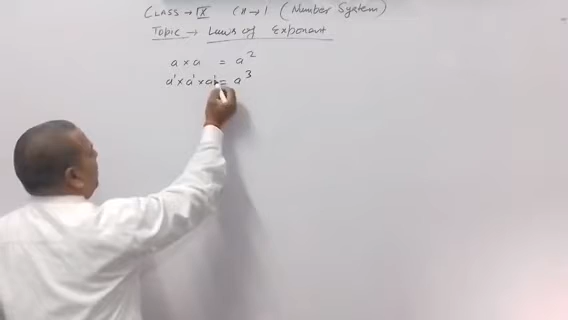 CLASS → IX CH → 1 (Number System)
Topic → Laws of Exponent
a × a = a²
a¹ × a¹ × a¹ = a³